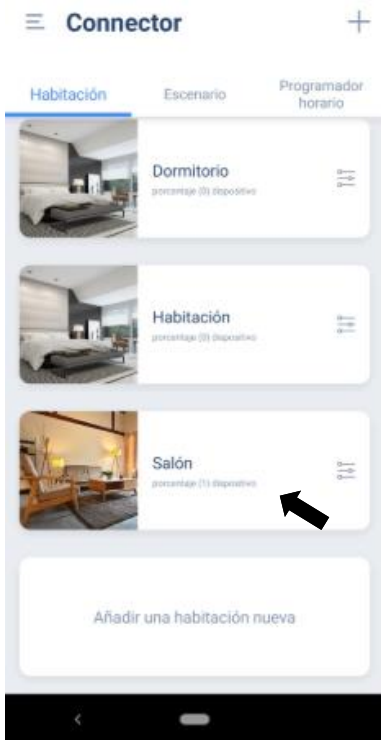 Connector
Habitación
Escenario
Programador
horario
Dormitorio
porcentaje (0) dispositivo
Habitación
porcentaje (0) dispositivo
Salón
porcentaje (1) dispositivo
Añadir una habitación nueva